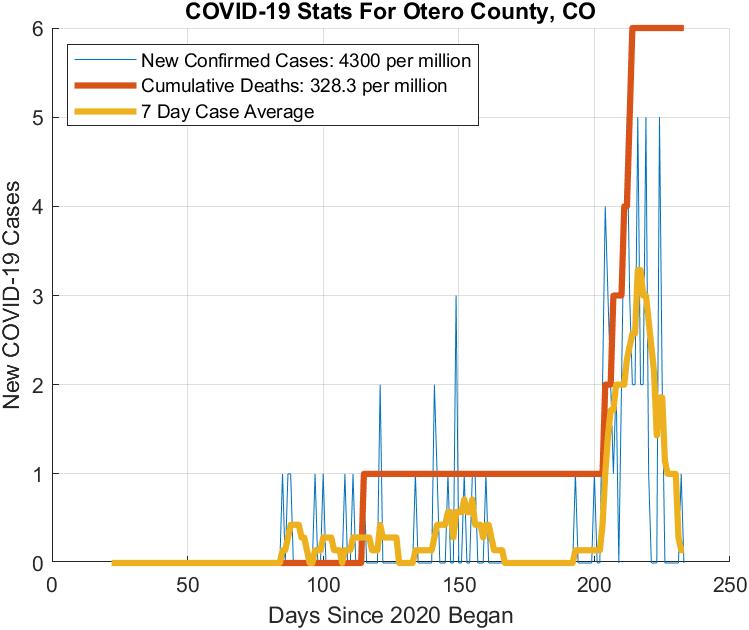 COVID-19 Stats For Otero County, CO
New Confirmed Cases: 4300 per million
Cumulative Deaths: 328.3 per million
7 Day Case Average
New COVID-19 Cases
6
5
4
3
2
1
0
0 50 100 150 200 250
Days Since 2020 Began